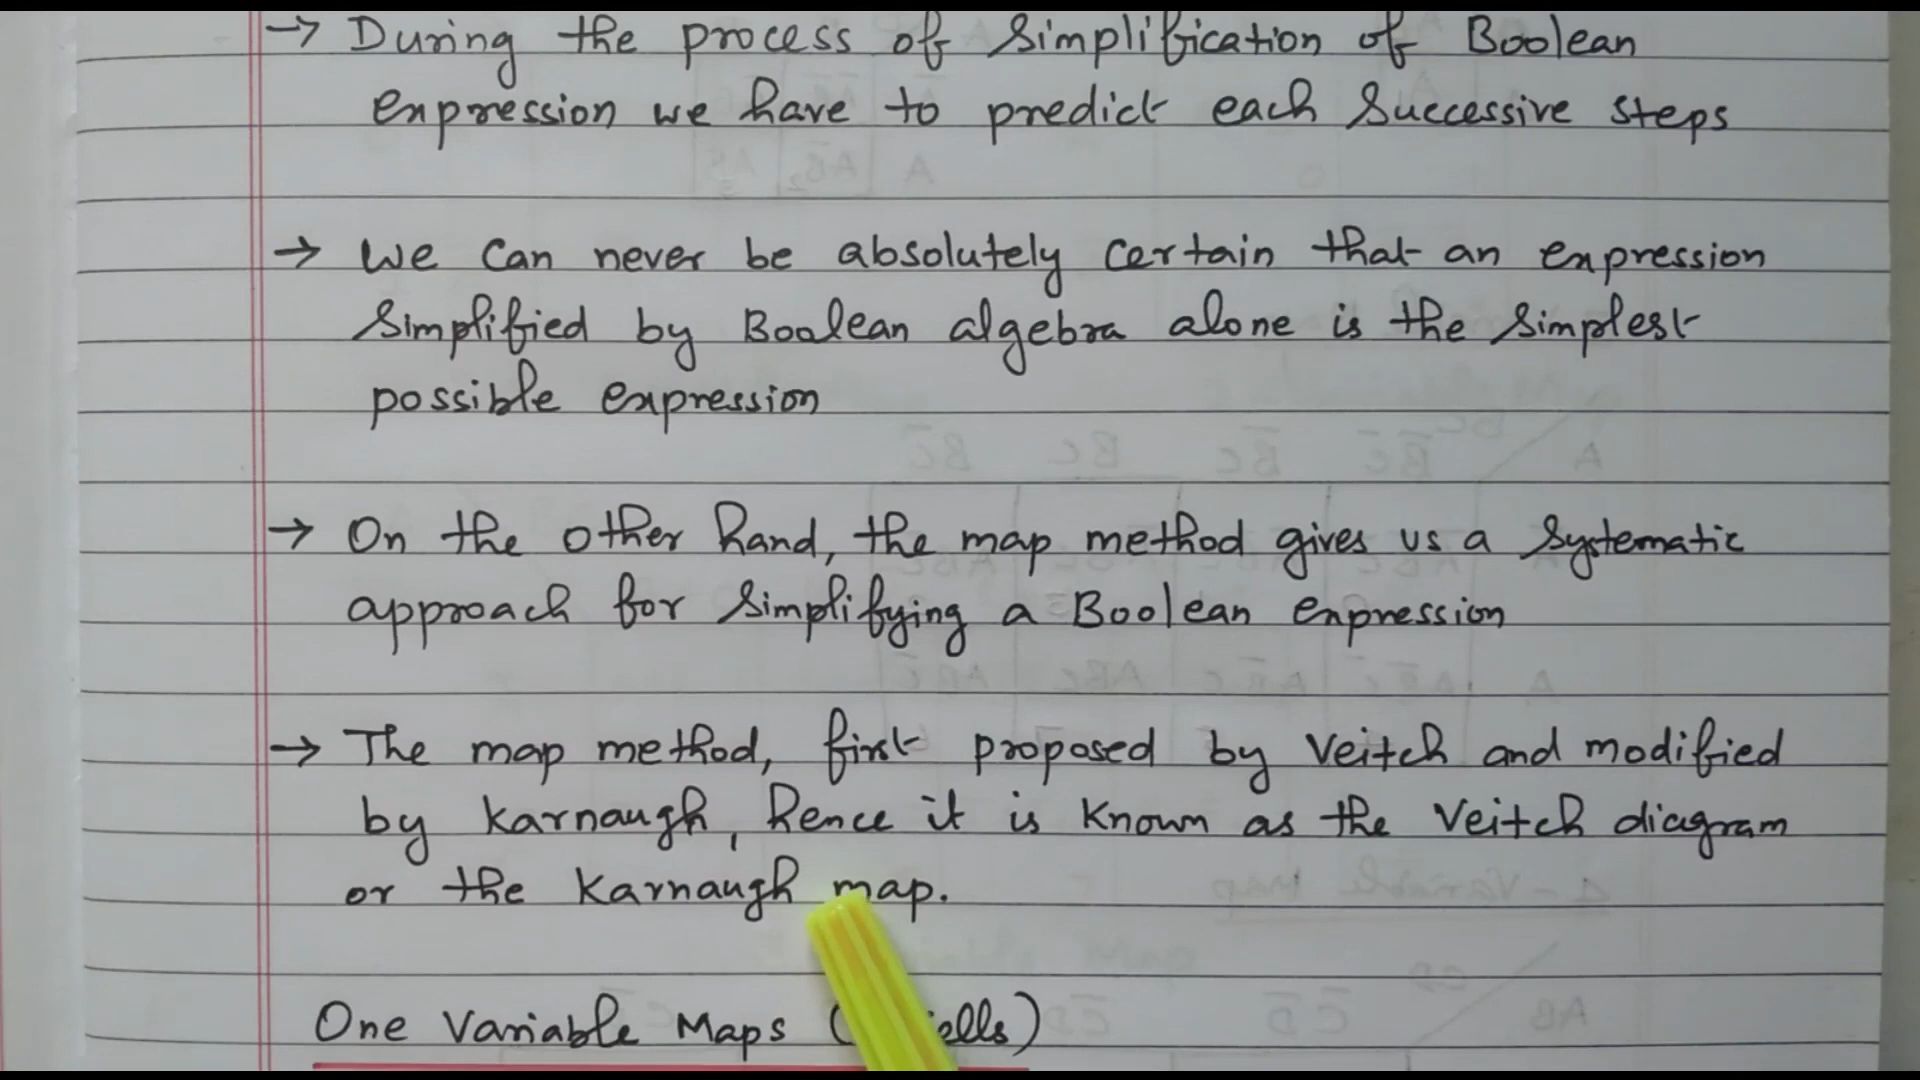 → During the process of Simplification of Boolean
expression we have to predict each Successive steps
→ We Can never be absolutely certain that an expression
Simplified by Boolean algebra alone is the Simplest
possible expression
→ On the other hand, the map method gives us a Systematic
approach for Simplifying a Boolean expression
→ The map method, first proposed by Veitch and modified
by Karnaugh, hence it is known as the Veitch diagram
or the Karnaugh map.
One Variable Maps (